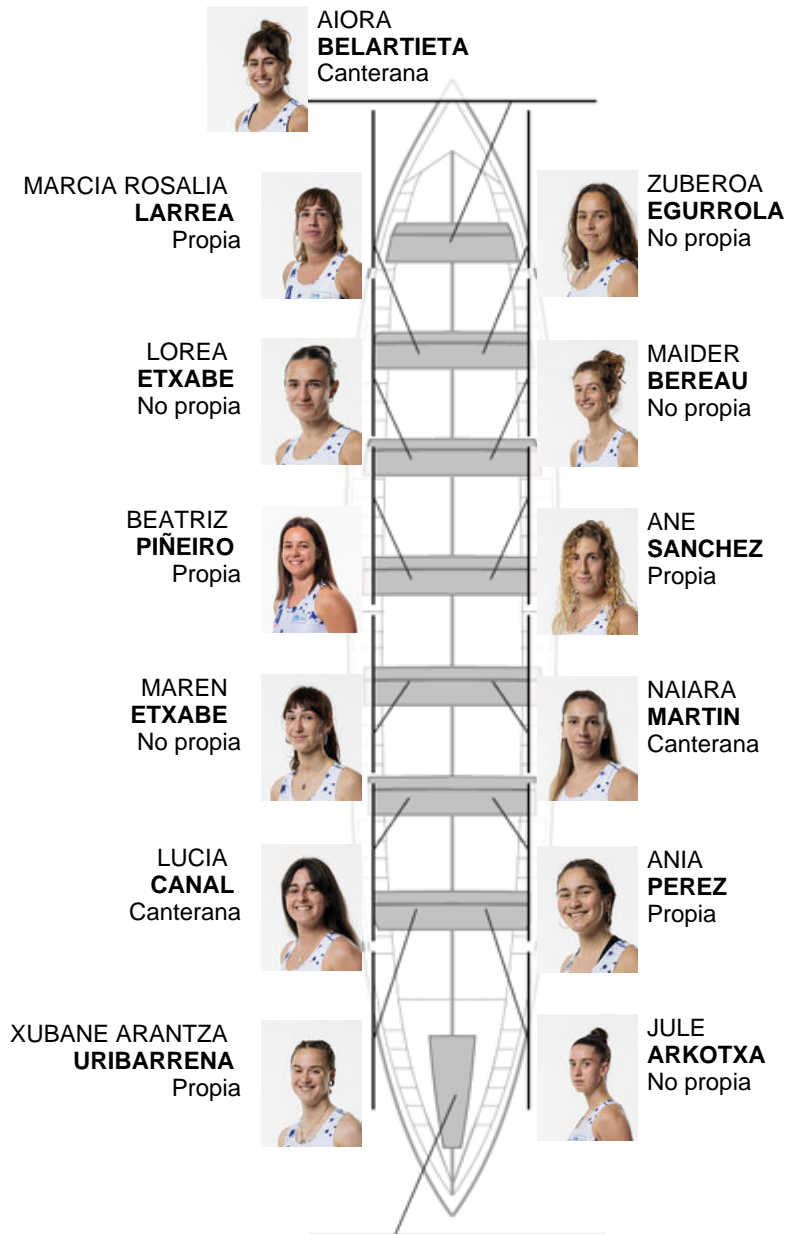 AIORA
BELARTIETA
Canterana
MARCIA ROSALIA
LARREA
Propia
ZUBEROA
EGURROLA
No propia
LOREA
ETXABE
No propia
MAIDER
BEREAU
No propia
BEATRIZ
PIÑEIRO
Propia
ANE
SANCHEZ
Propia
MAREN
ETXABE
No propia
NAIARA
MARTIN
Canterana
LUCIA
CANAL
Canterana
ANIA
PEREZ
Propia
XUBANE ARANTZA
URIBARRENA
Propia
JULE
ARKOTXA
No propia